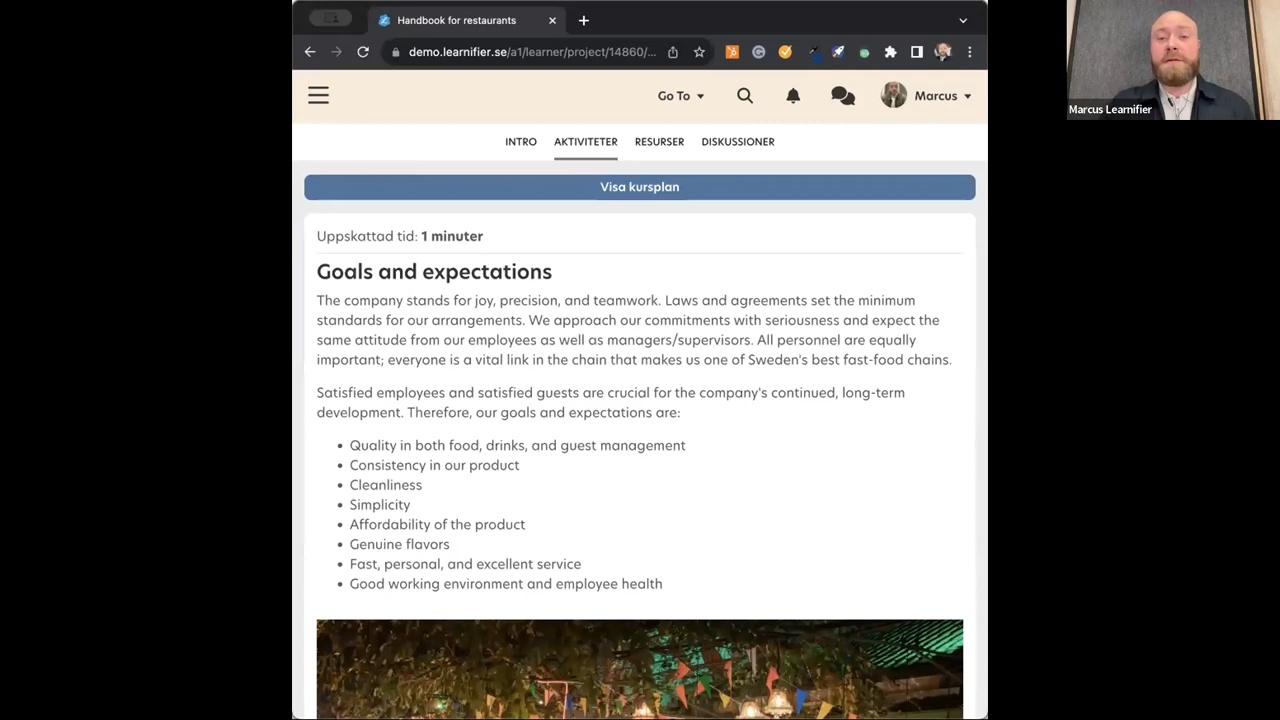 Handbook for restaurants
demo.learnifier.se/a1/learner/project/14860/...
Go To
Marcus
INTRO AKTIVITETER RESURSER DISKUSSIONER
Visa kursplan
Uppskattad tid: 1 minuter
Goals and expectations
The company stands for joy, precision, and teamwork. Laws and agreements set the minimum
standards for our arrangements. We approach our commitments with seriousness and expect the
same attitude from our employees as well as managers/supervisors. All personnel are equally
important; everyone is a vital link in the chain that makes us one of Sweden's best fast-food chains.
Satisfied employees and satisfied guests are crucial for the company's continued, long-term
development. Therefore, our goals and expectations are:
• Quality in both food, drinks, and guest management
• Consistency in our product
• Cleanliness
• Simplicity
• Affordability of the product
• Genuine flavors
• Fast, personal, and excellent service
• Good working environment and employee health
Marcus Learnifier